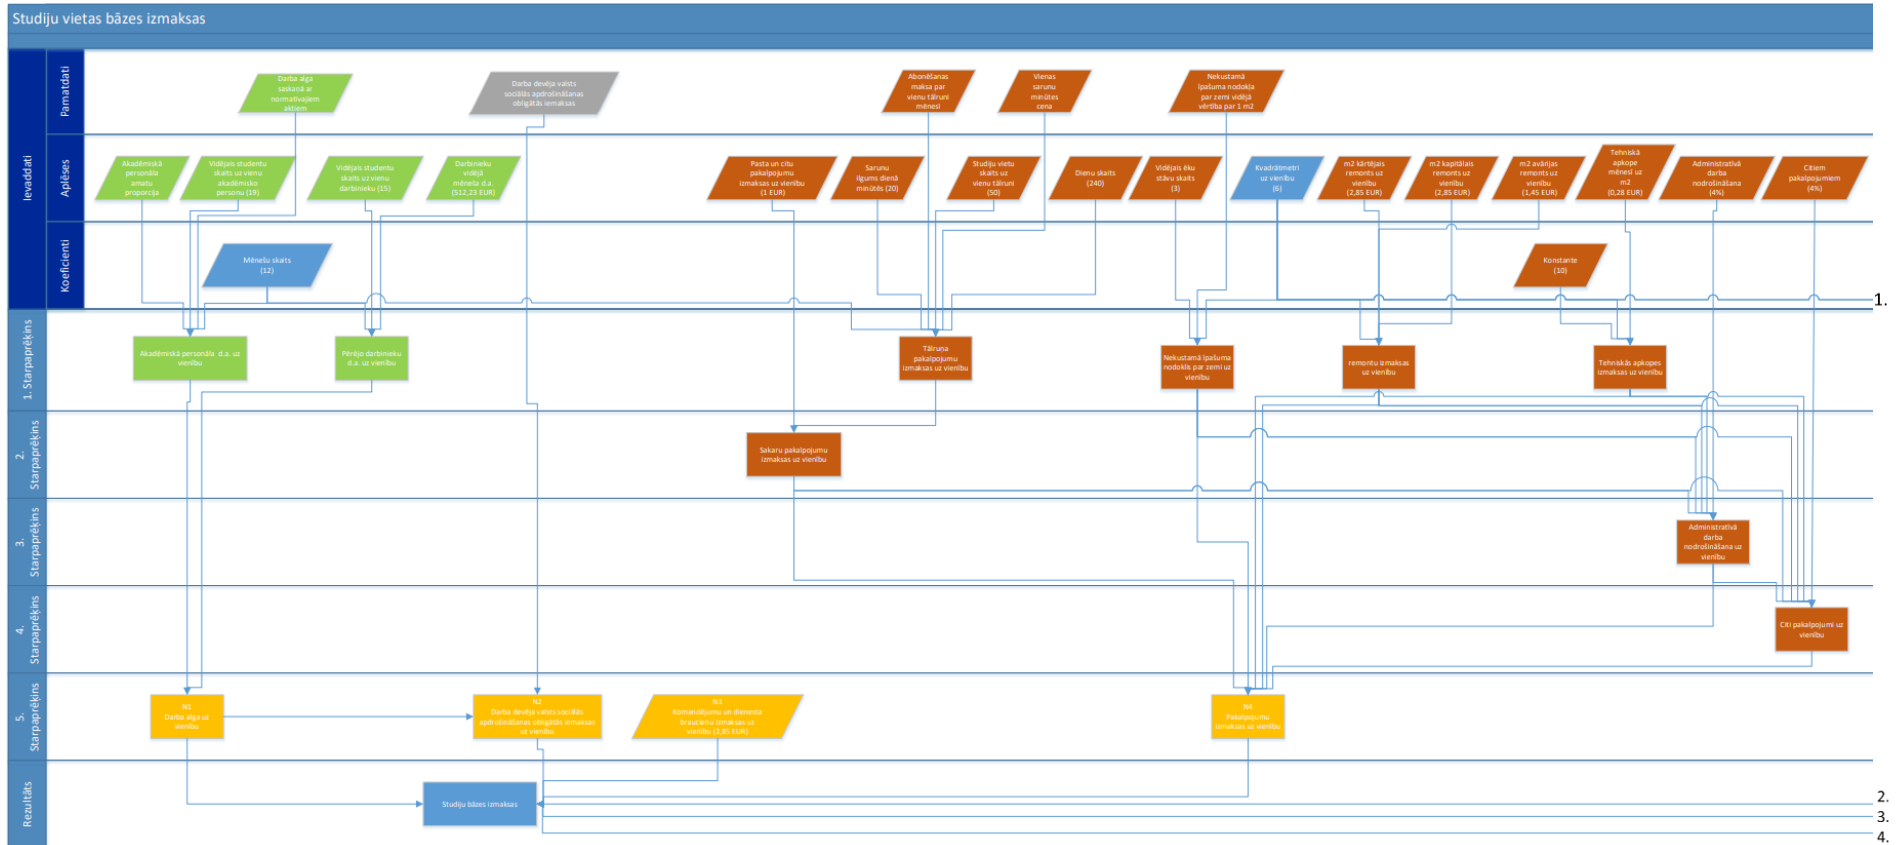 Studiju vietas bāzes izmaksas
Ievaddati
Pamatdati
Darba alga
saskaņā ar
normatīvajiem
aktiem
Darba devēja valsts
sociālās apdrošināšanas
obligātās iemaksas
Abonēšanas
maksa par
vienu tālruni
mēnesī
Vienas
sarunu
minūtes
cena
Nekustamā
īpašuma nodokļa
par zemi vidējā
vērtība par 1 m2
Aplēses
Akadēmiskā
personāla
amatu
proporcija
Vidējais studentu
skaits uz vienu
akadēmisko
personu (19)
Vidējais studentu
skaits uz vienu
darbinieku (15)
Darbinieku
vidējā
mēneša d.a.
(512,23 EUR)
Pasta un citu
pakalpojumu
izmaksas uz vienību
(1 EUR)
Sarunu
ilgums dienā
minūtēs (20)
Studiju vietu
skaits uz
vienu tālruni
(50)
Dienu skaits
(240)
Vidējais ēku
stāvu skaits
(3)
Kvadrātmetri
uz vienību
(6)
m2 kārtējais
remonts uz
vienību
(2,85 EUR)
m2 kapitālais
remonts uz
vienību
(2,85 EUR)
m2 avārijas
remonts uz
vienību
(1,45 EUR)
Tehniskā
apkope
mēnesī uz
m2
(0,28 EUR)
Administratīvā
darba
nodrošināšana
(4%)
Citiem
pakalpojumiem
(4%)
Koeficienti
Mēnešu skaits
(12)
Konstante
(10)
1.
1. Starpaprēķins
Akadēmiskā personāla d.a. uz
vienību
Pārējo darbinieku
d.a. uz vienību
Tālruņa
pakalpojumu
izmaksas uz vienību
Nekustamā īpašuma
nodoklis par zemi uz
vienību
remontu izmaksas
uz vienību
Tehniskās apkopes
izmaksas uz vienību
2.
Starpaprēķins
Sakaru pakalpojumu
izmaksas uz vienību
3.
Starpaprēķins
Administratīvā
darba
nodrošināšana uz
vienību
4.
Starpaprēķins
Citi pakalpojumi uz
vienību
5.
Starpaprēķins
N1
Darba alga uz
vienību
N2
Darba devēja valsts sociālās
apdrošināšanas obligātās iemaksas
uz vienību
N3
Komandējumu un dienesta
braucienu izmaksas uz
vienību (2,85 EUR)
N4
Pakalpojumu
izmaksas uz vienību
Rezultāts
Studiju bāzes izmaksas
2.
3.
4.